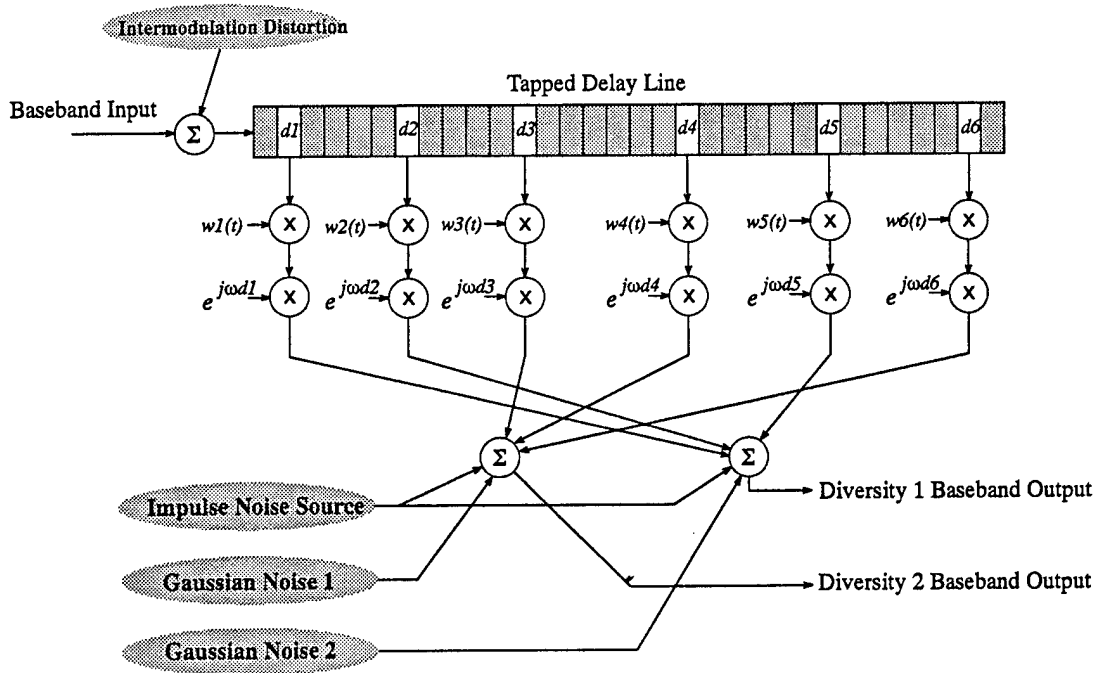 Intermodulation Distortion
Tapped Delay Line
Baseband Input
Σ
d1 d2 d3 d4 d5 d6
w1(t) X w2(t) X w3(t) X w4(t) X w5(t) X w6(t) X
e^jωd1 X e^jωd2 X e^jωd3 X e^jωd4 X e^jωd5 X e^jωd6 X
Σ Σ
Impulse Noise Source
Diversity 1 Baseband Output
Gaussian Noise 1
Diversity 2 Baseband Output
Gaussian Noise 2